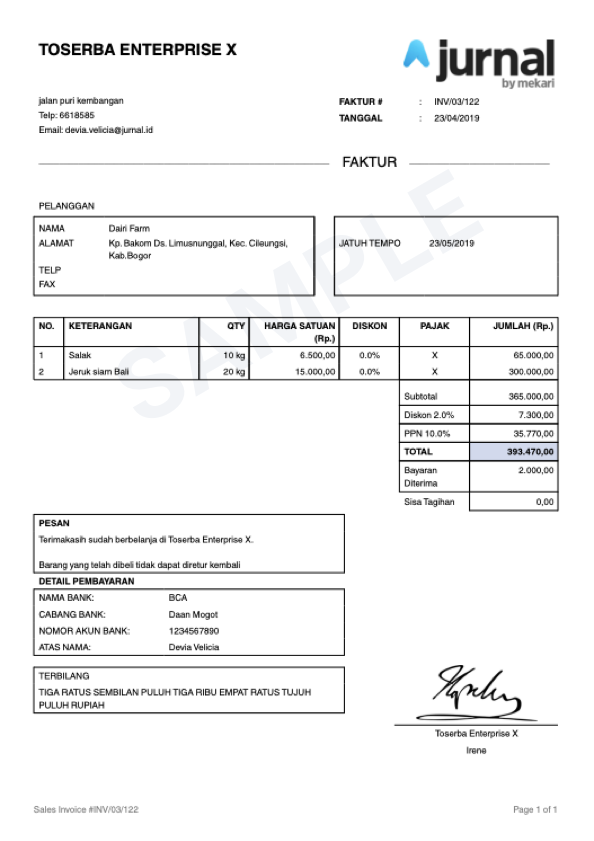 TOSERBA ENTERPRISE X
jurnal
by mekari
jalan puri kembangan
Telp: 6618585
Email: devia.velicia@jurnal.id
FAKTUR # : INV/03/122
TANGGAL : 23/04/2019
FAKTUR
PELANGGAN
NAMA Dairi Farm
ALAMAT Kp. Bakom Ds. Limusnunggal, Kec. Cileungsi,
Kab.Bogor
TELP
FAX
JATUH TEMPO 23/05/2019
SAMPLE
NO. KETERANGAN QTY HARGA SATUAN DISKON PAJAK JUMLAH (Rp.)
(Rp.)
1 Salak 10 kg 6.500,00 0.0% X 65.000,00
2 Jeruk siam Bali 20 kg 15.000,00 0.0% X 300.000,00
Subtotal 365.000,00
Diskon 2.0% 7.300,00
PPN 10.0% 35.770,00
TOTAL 393.470,00
Bayaran 2.000,00
Diterima
Sisa Tagihan 0,00
PESAN
Terimakasih sudah berbelanja di Toserba Enterprise X.
Barang yang telah dibeli tidak dapat diretur kembali
DETAIL PEMBAYARAN
NAMA BANK: BCA
CABANG BANK: Daan Mogot
NOMOR AKUN BANK: 1234567890
ATAS NAMA: Devia Velicia
TERBILANG
TIGA RATUS SEMBILAN PULUH TIGA RIBU EMPAT RATUS TUJUH
PULUH RUPIAH
Toserba Enterprise X
Irene
Sales Invoice #INV/03/122
Page 1 of 1